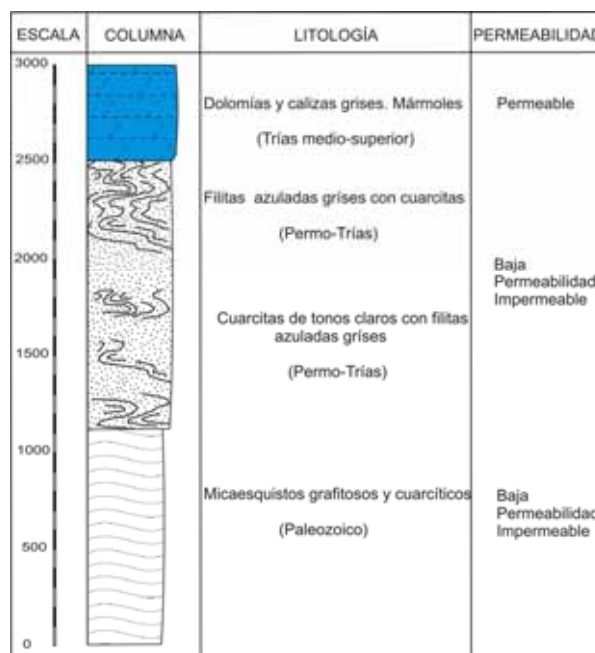 ESCALA COLUMNA LITOLOGÍA PERMEABILIDAD
3000
Dolomías y calizas grises. Mármoles
Permeable
(Trías medio-superior)
2500
Filitas azuladas gríses con cuarcitas
(Permo-Trías)
2000
Baja
Permeabilidad
Impermeable
Cuarcitas de tonos claros con filitas
azuladas gríses
1500
(Permo-Trías)
1000
Micaesquistos grafitosos y cuarcíticos
(Paleozoico)
Baja
Permeabilidad
Impermeable
500
0